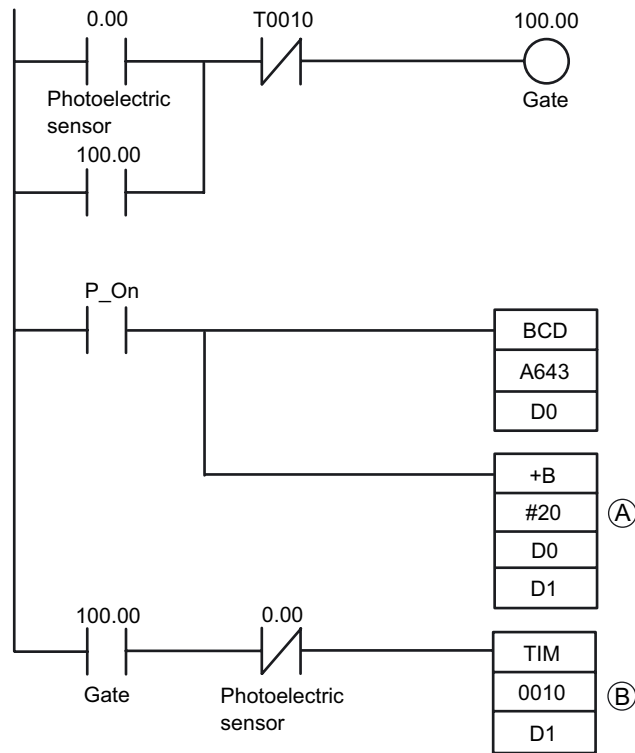 0.00 T0010 100.00
Photoelectric
sensor
Gate
100.00
P_On
BCD
A643
D0
+B
#20
D0
D1
A
100.00 0.00
Gate
Photoelectric
sensor
TIM
0010
D1
B